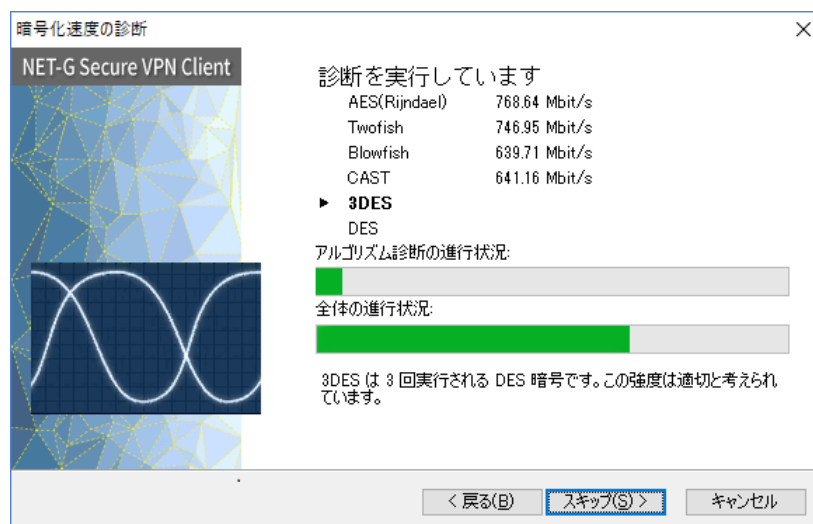 暗号化速度の診断
NET-G Secure VPN Client
診断を実行しています
AES(Rijndael) 768.64 Mbit/s
Twofish 746.95 Mbit/s
Blowfish 639.71 Mbit/s
CAST 641.16 Mbit/s
3DES
DES
アルゴリズム診断の進行状況:
全体の進行状況:
3DES は 3 回実行される DES 暗号です。この強度は適切と考えられ
ています。
< 戻る(B)
スキップ(S) >
キャンセル